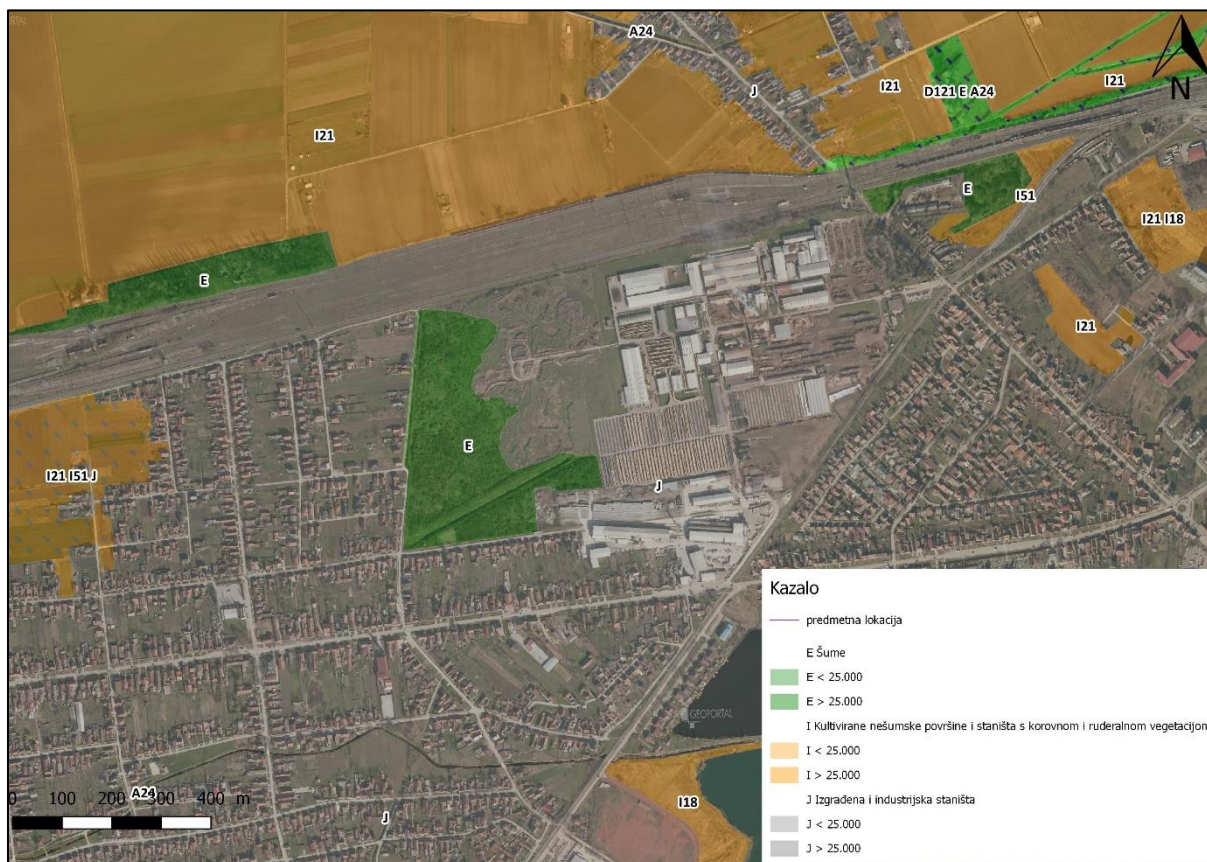 GEOPORTAL
A24
I21
D121 E A24
I21
N
J
I21
E
I51
I21 I18
E
I21
E
I21 I51 J
J
Kazalo
predmetna lokacija
E Šume
E < 25.000
E > 25.000
I Kultivirane nešumske površine i staništa s korovnom i ruderalnom vegetacijom
I < 25.000
I > 25.000
J Izgrađena i industrijska staništa
J < 25.000
J > 25.000
GEOPORTAL
A24
0 100 200 300 400 m
I18
J